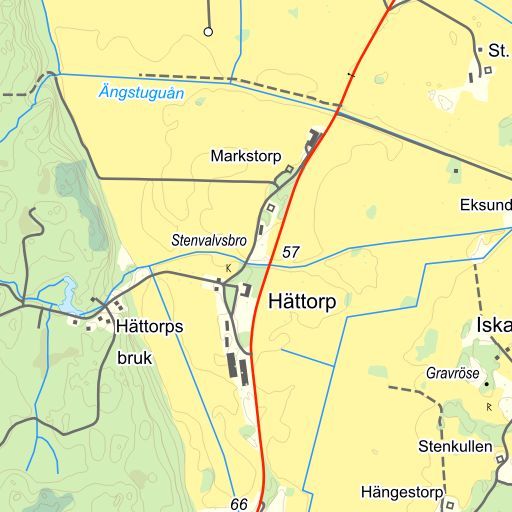 St.
Ängstuguån
Markstorp
Eksund
Stenvalvsbro
57
Hättorp
Hättorps
bruk
Iska
Gravröse
R
R
Stenkullen
Hängestorp
66